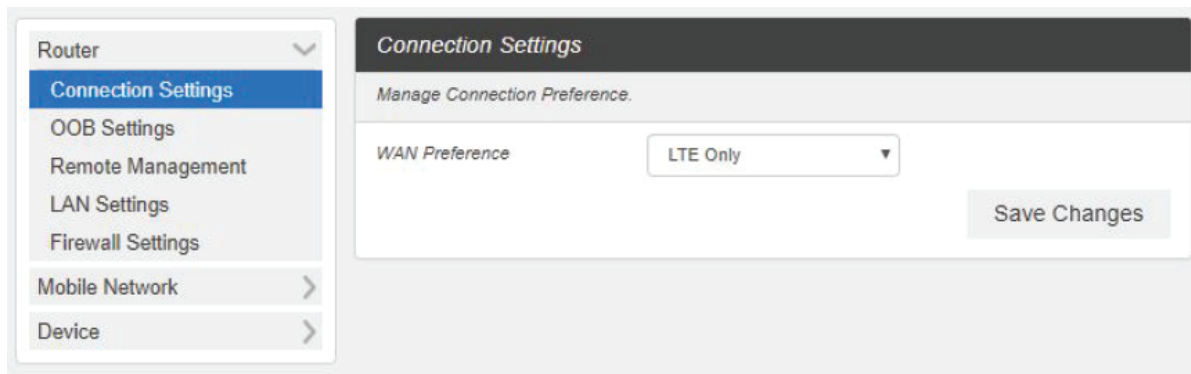 Router
Connection Settings
OOB Settings
Remote Management
LAN Settings
Firewall Settings
Mobile Network
Device
Connection Settings
Manage Connection Preference.
WAN Preference
LTE Only
Save Changes